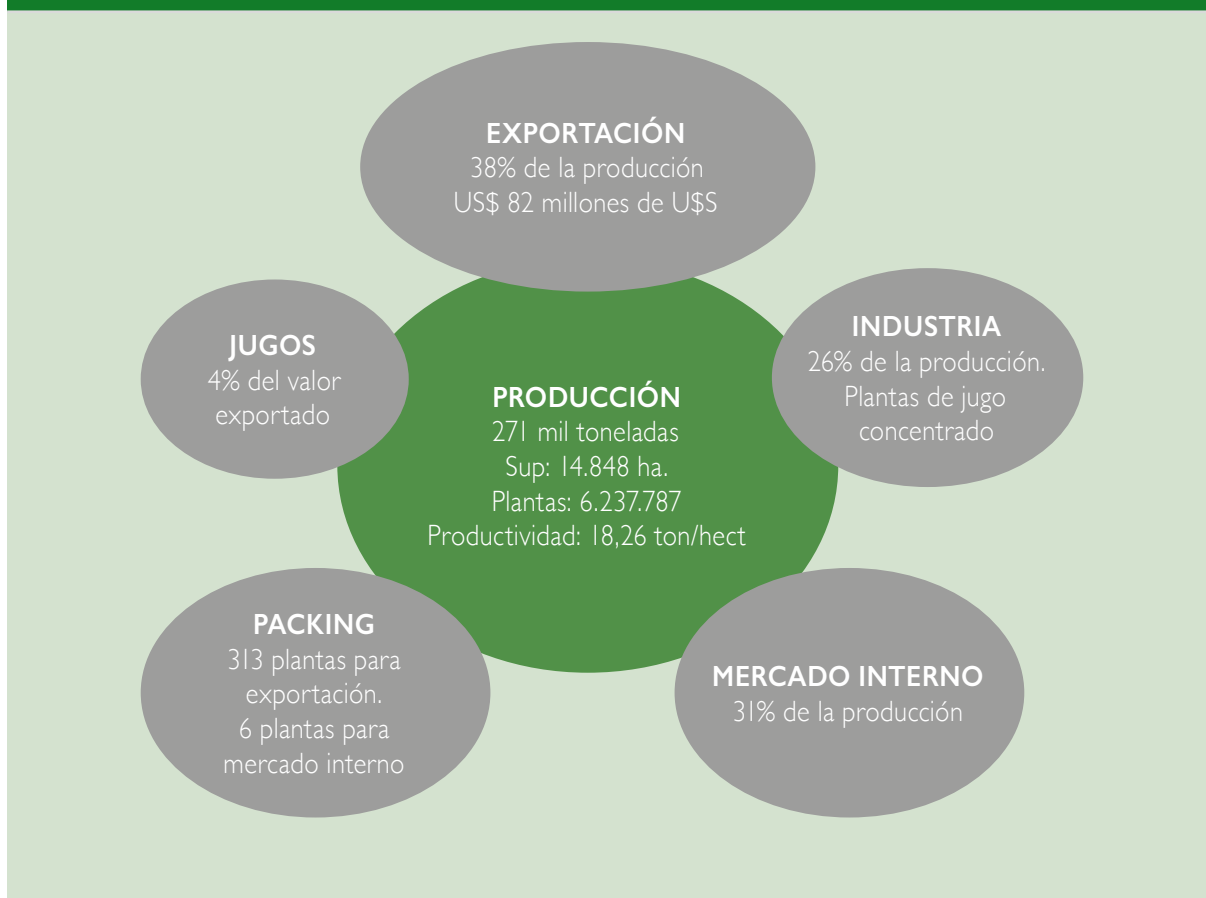 EXPORTACIÓN
38% de la producción
US$ 82 millones de U$S
JUGOS
4% del valor
exportado
INDUSTRIA
26% de la producción.
Plantas de jugo
concentrado
PRODUCCIÓN
271 mil toneladas
Sup: 14.848 ha.
Plantas: 6.237.787
Productividad: 18,26 ton/hect
PACKING
313 plantas para
exportación.
6 plantas para
mercado interno
MERCADO INTERNO
31% de la producción